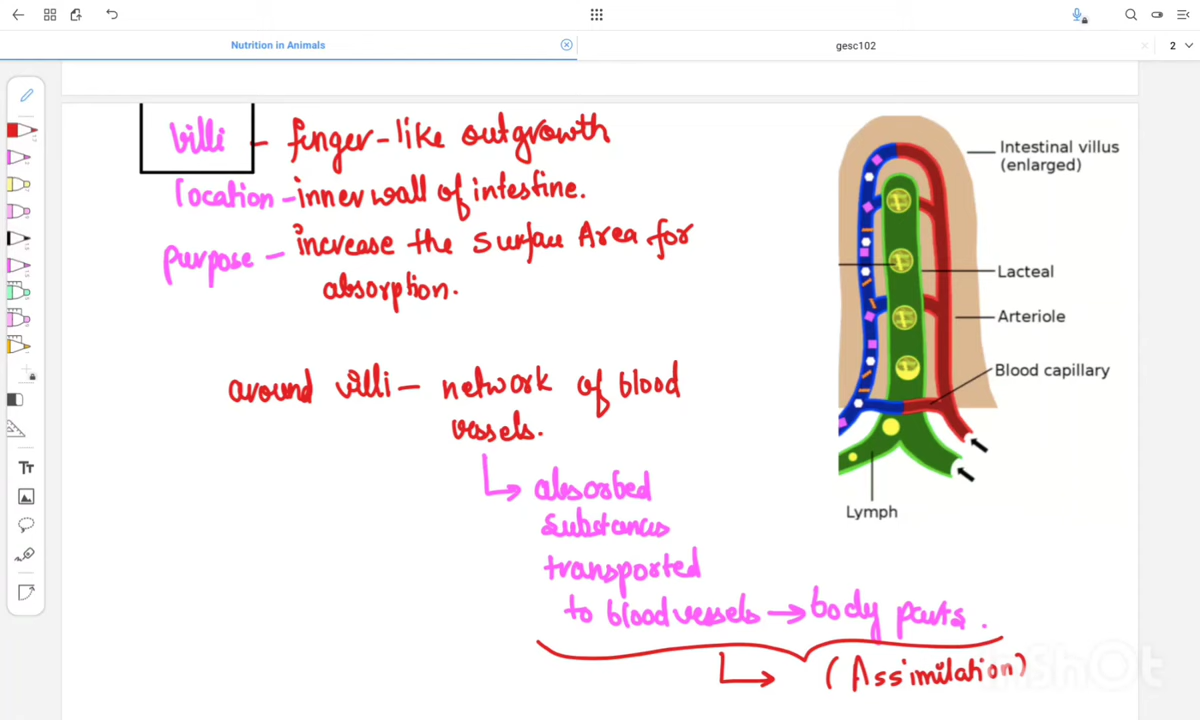 Nutrition in Animals
gesc102
2
villi - finger-like outgrowth
location - inner wall of intestine.
purpose - increase the surface Area for
absorption.
around villi - network of blood
vessels.
absorbed
substances
transported
to blood vessels → body parts.
(Assimilation)
Intestinal villus
(enlarged)
Lacteal
Arteriole
Blood capillary
Lymph
TT